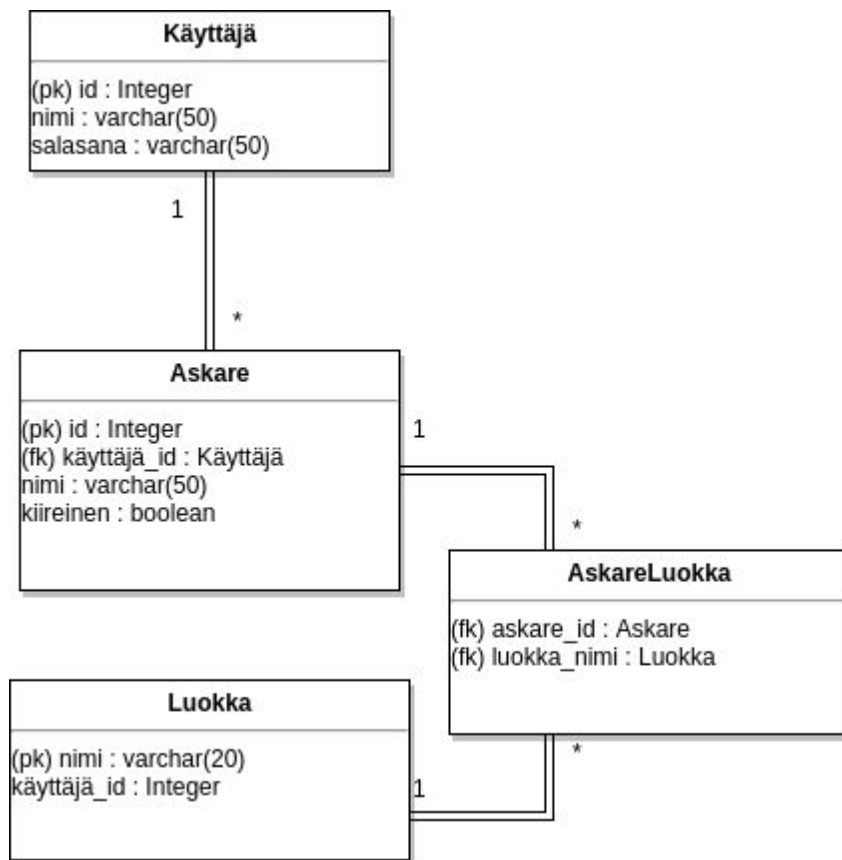 Käyttäjä
(pk) id : Integer
nimi : varchar(50)
salasana : varchar(50)
1
*
Askare
(pk) id : Integer
(fk) käyttäjä_id : Käyttäjä
nimi : varchar(50)
kiireinen : boolean
1
*
AskareLuokka
(fk) askare_id : Askare
(fk) luokka_nimi : Luokka
*
1
Luokka
(pk) nimi : varchar(20)
käyttäjä_id : Integer